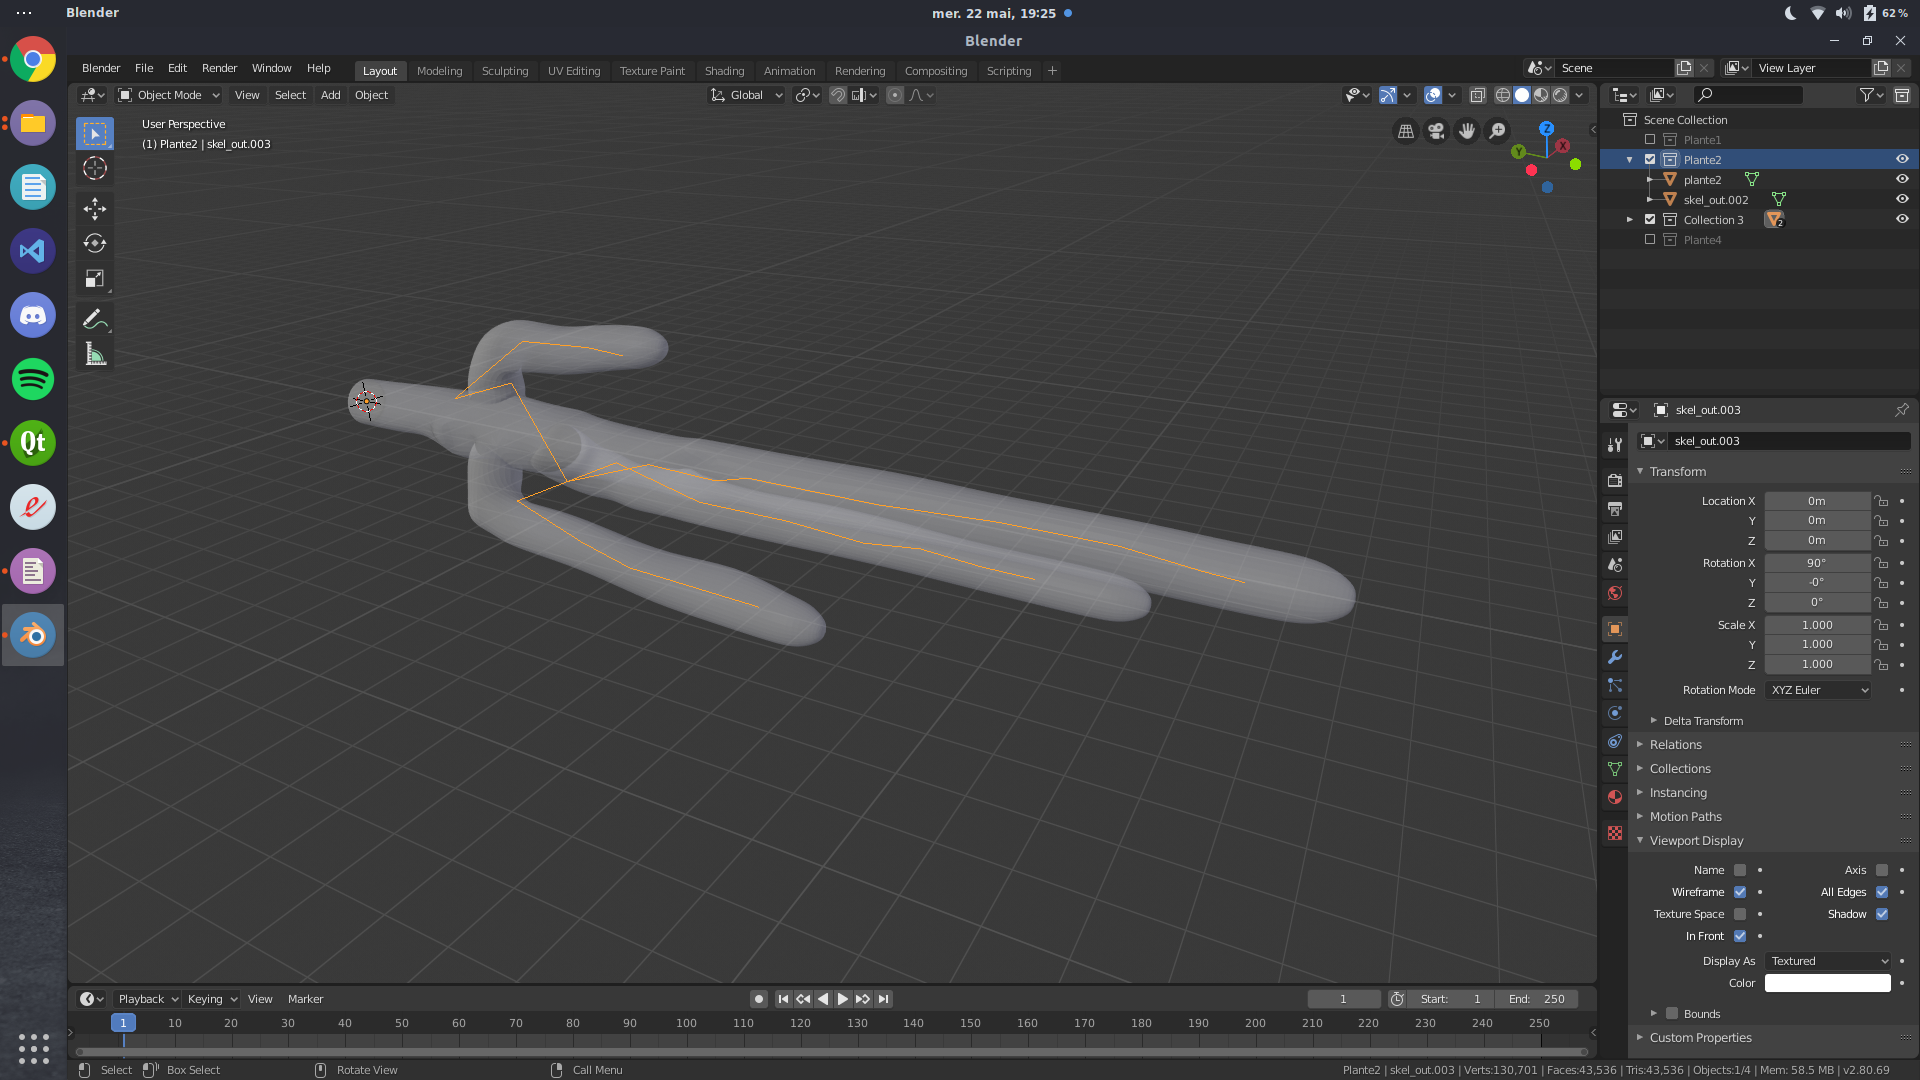 Blender
mer. 22 mai, 19:25
62 %
Blender
Blender File Edit Render Window Help
Layout Modeling Sculpting UV Editing Texture Paint Shading Animation Rendering Compositing Scripting +
Scene
View Layer
Object Mode View Select Add Object
Global
User Perspective
(1) Plante2 | skel_out.003
Z
X
Y
Scene Collection
Plante1
Plante2
plante2
skel_out.002
Collection 3
2
Plante4
Qt
skel_out.003
skel_out.003
Transform
Location X 0m
Y 0m
Z 0m
Rotation X 90°
Y -0°
Z 0°
Scale X 1.000
Y 1.000
Z 1.000
Rotation Mode XYZ Euler
Delta Transform
Relations
Collections
Instancing
Motion Paths
Viewport Display
Name Axis
Wireframe All Edges
Texture Space Shadow
In Front
Display As Textured
Color
Bounds
Custom Properties
Playback Keying View Marker
1 Start: 1 End: 250
1 10 20 30 40 50 60 70 80 90 100 110 120 130 140 150 160 170 180 190 200 210 220 230 240 250
Select Box Select Rotate View Call Menu
Plante2 | skel_out.003 | Verts:130,701 | Faces:43,536 | Tris:43,536 | Objects:1/4 | Mem: 58.5 MB | v2.80.69